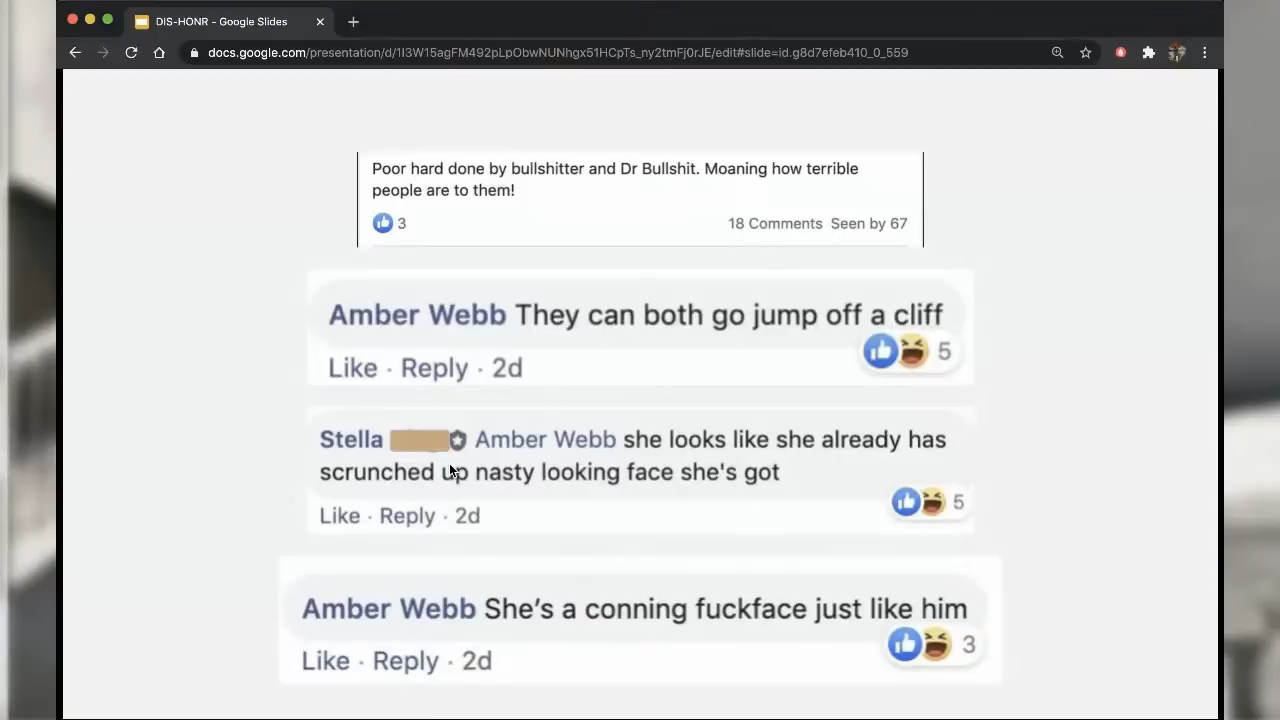 DIS-HONR - Google Slides
docs.google.com/presentation/d/1I3W15agFM492pLpObwNUNhgx51HCpTs_ny2tmFj0rJE/edit#slide=id.g8d7efeb410_0_559
Poor hard done by bullshitter and Dr Bullshit. Moaning how terrible
people are to them!
3 18 Comments Seen by 67
Amber Webb They can both go jump off a cliff
5
Like · Reply · 2d
Stella Amber Webb she looks like she already has
scrunched up nasty looking face she's got
5
Like · Reply · 2d
Amber Webb She's a conning fuckface just like him
3
Like · Reply · 2d